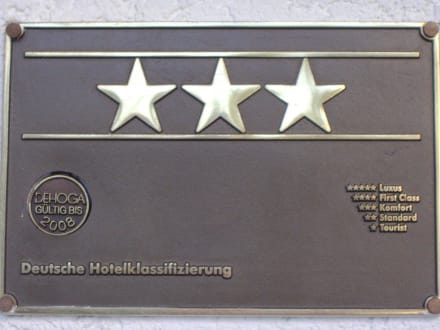 DEHOGA
GÜLTIG BIS
2008
★★★★★ Luxus
★★★★ First Class
★★★ Komfort
★★ Standard
★ Tourist
Deutsche Hotelklassifizierung